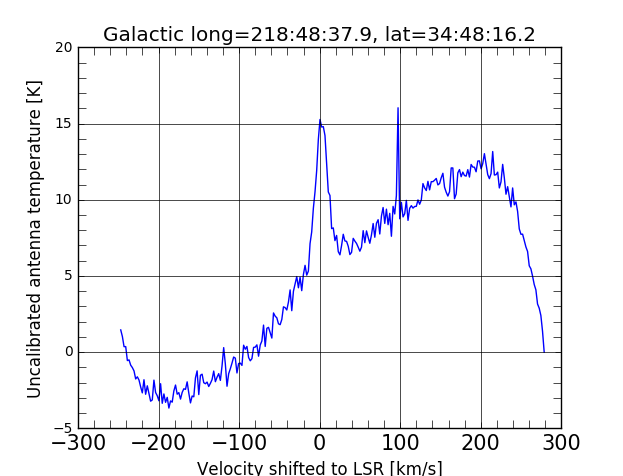 Galactic long=218:48:37.9, lat=34:48:16.2
Uncalibrated antenna temperature [K]
20
15
10
5
0
−5
−300 −200 −100 0 100 200 300
Velocity shifted to LSR [km/s]